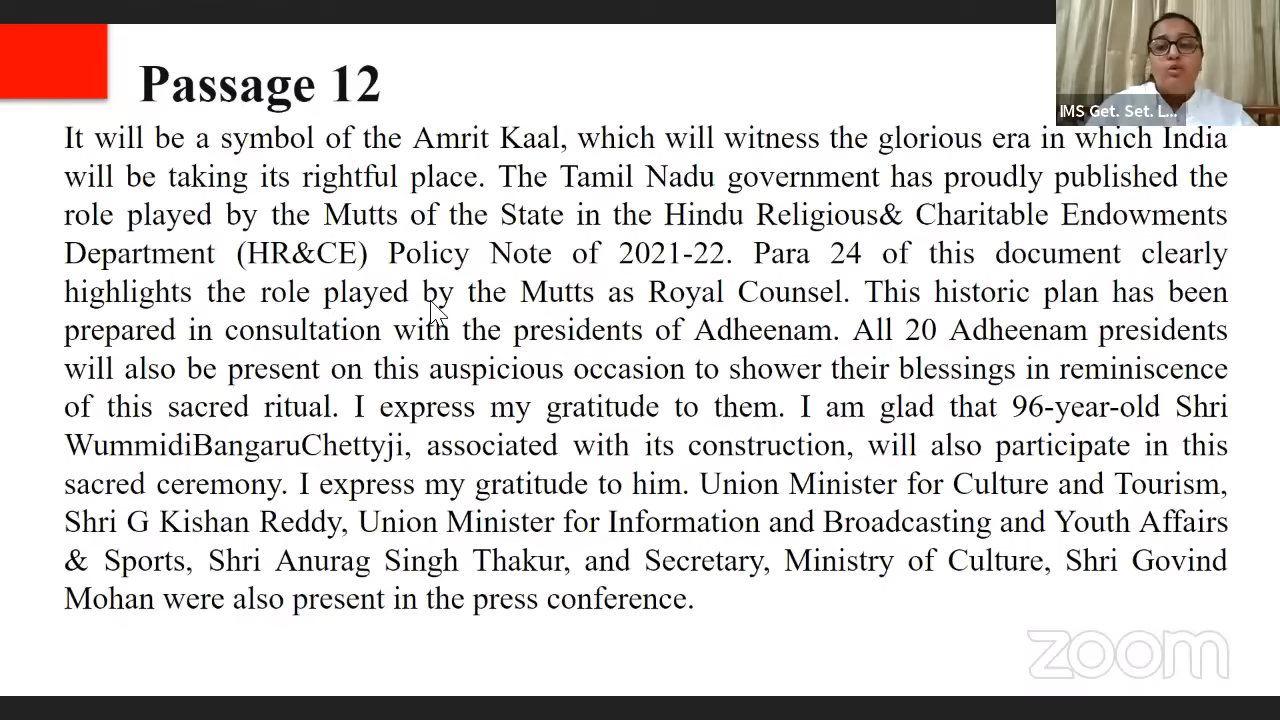 Passage 12
IMS Get. Set. L...
It will be a symbol of the Amrit Kaal, which will witness the glorious era in which India
will be taking its rightful place. The Tamil Nadu government has proudly published the
role played by the Mutts of the State in the Hindu Religious& Charitable Endowments
Department (HR&CE) Policy Note of 2021-22. Para 24 of this document clearly
highlights the role played by the Mutts as Royal Counsel. This historic plan has been
prepared in consultation with the presidents of Adheenam. All 20 Adheenam presidents
will also be present on this auspicious occasion to shower their blessings in reminiscence
of this sacred ritual. I express my gratitude to them. I am glad that 96-year-old Shri
WummidiBangaruChettyji, associated with its construction, will also participate in this
sacred ceremony. I express my gratitude to him. Union Minister for Culture and Tourism,
Shri G Kishan Reddy, Union Minister for Information and Broadcasting and Youth Affairs
& Sports, Shri Anurag Singh Thakur, and Secretary, Ministry of Culture, Shri Govind
Mohan were also present in the press conference.
zoom